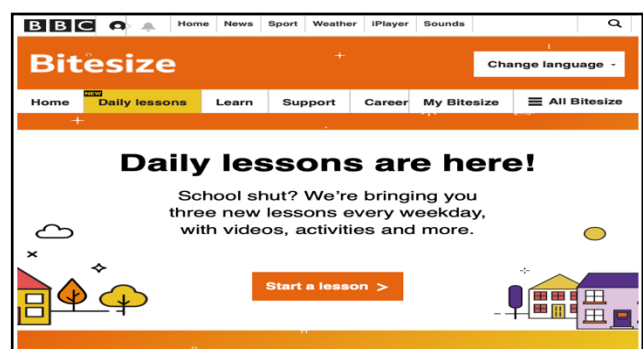 BBC Home News Sport Weather iPlayer Sounds
Bitesize
Change language
NEW
Home Daily lessons Learn Support Career My Bitesize All Bitesize
Daily lessons are here!
School shut? We're bringing you
three new lessons every weekday,
with videos, activities and more.
Start a lesson >